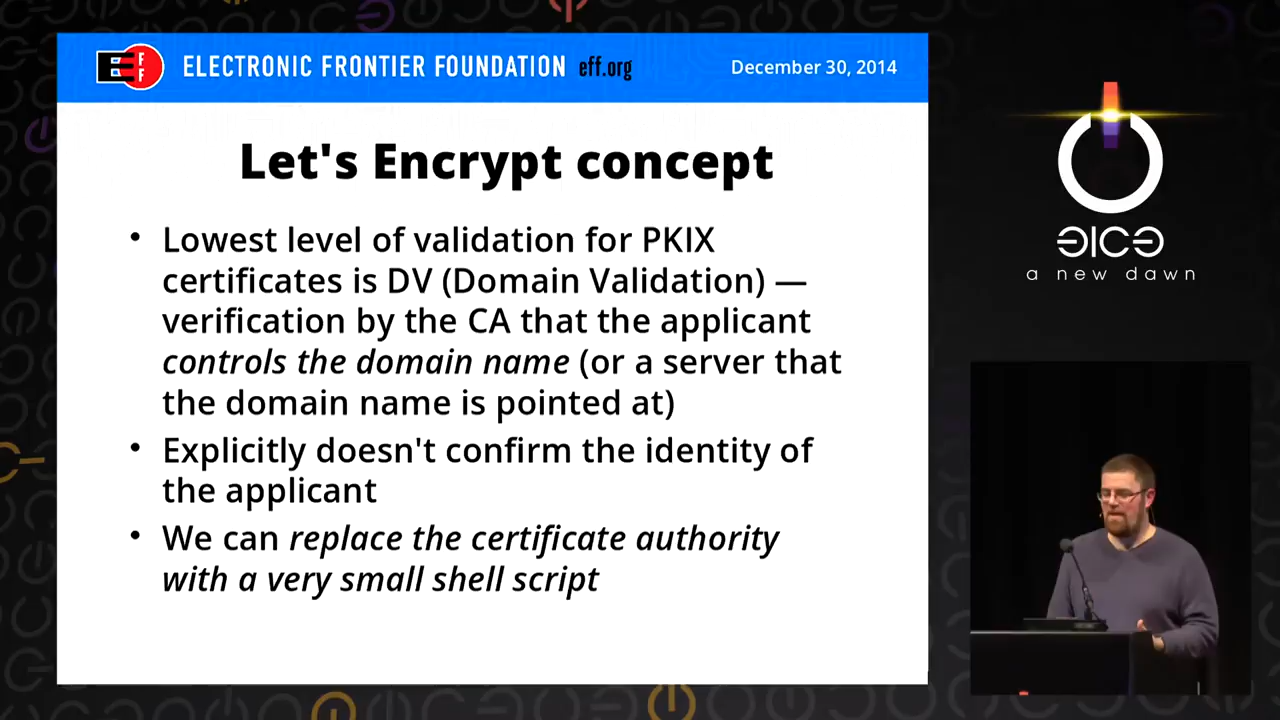 EFF ELECTRONIC FRONTIER FOUNDATION eff.org December 30, 2014
Let's Encrypt concept
• Lowest level of validation for PKIX
certificates is DV (Domain Validation) —
verification by the CA that the applicant
controls the domain name (or a server that
the domain name is pointed at)
• Explicitly doesn't confirm the identity of
the applicant
• We can replace the certificate authority
with a very small shell script
a new dawn